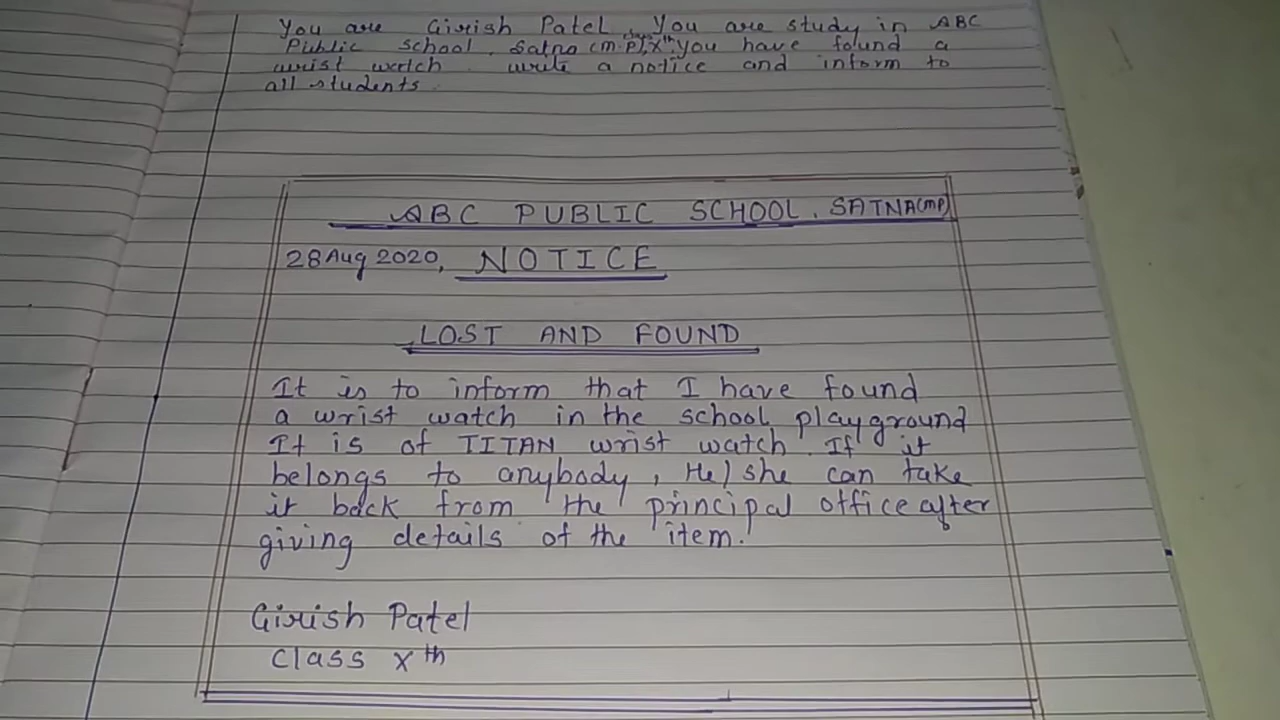 You are Girish Patel. You are study in ABC
Public school. Satna (M.P), class Xth. you have found a
wrist watch. write a notice and inform to
all students.
ABC PUBLIC SCHOOL. SATNA(MP)
28 Aug 2020, NOTICE
LOST AND FOUND
It is to inform that I have found
a wrist watch in the school playground
It is of TITAN wrist watch. If it
belongs to anybody, He/she can take
it back from the principal office after
giving details of the item.
Girish Patel
Class Xth